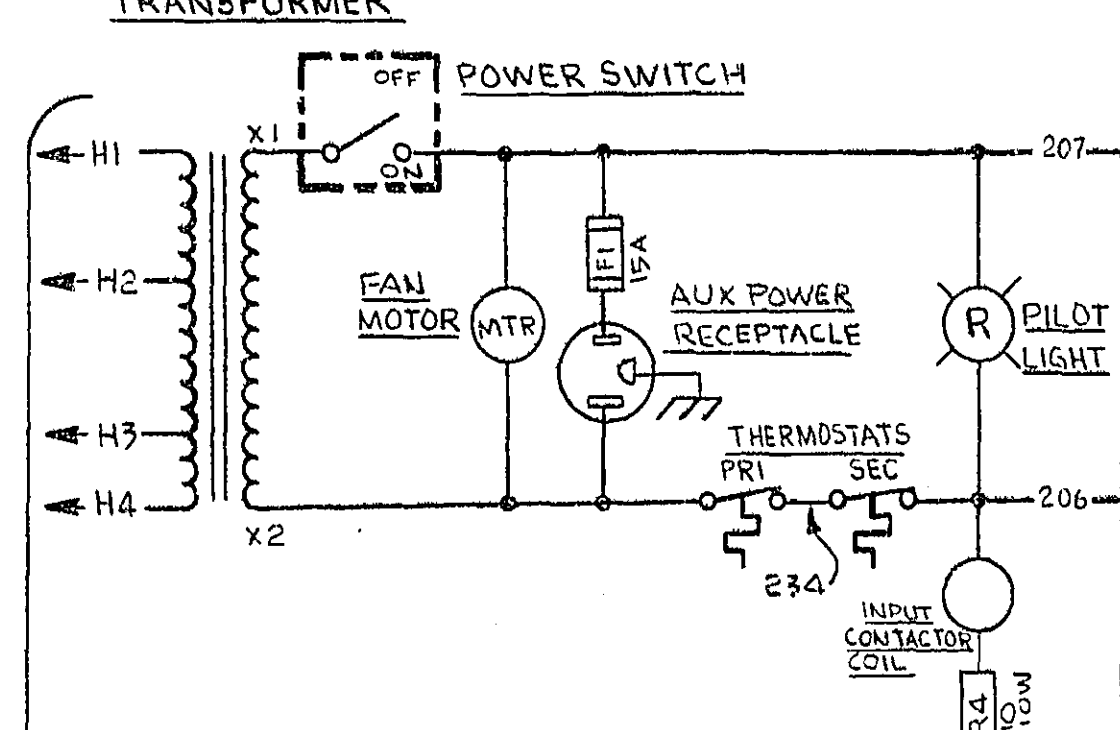 TRANSFORMER
OFF
POWER SWITCH
X1
ON
H1
207
H2
F1
15A
FAN
MOTOR
MTR
AUX POWER
RECEPTACLE
R
PILOT
LIGHT
H3
THERMOSTATS
PRI
SEC
H4
206
X2
234
INPUT
CONTACTOR
COIL
R4
10W